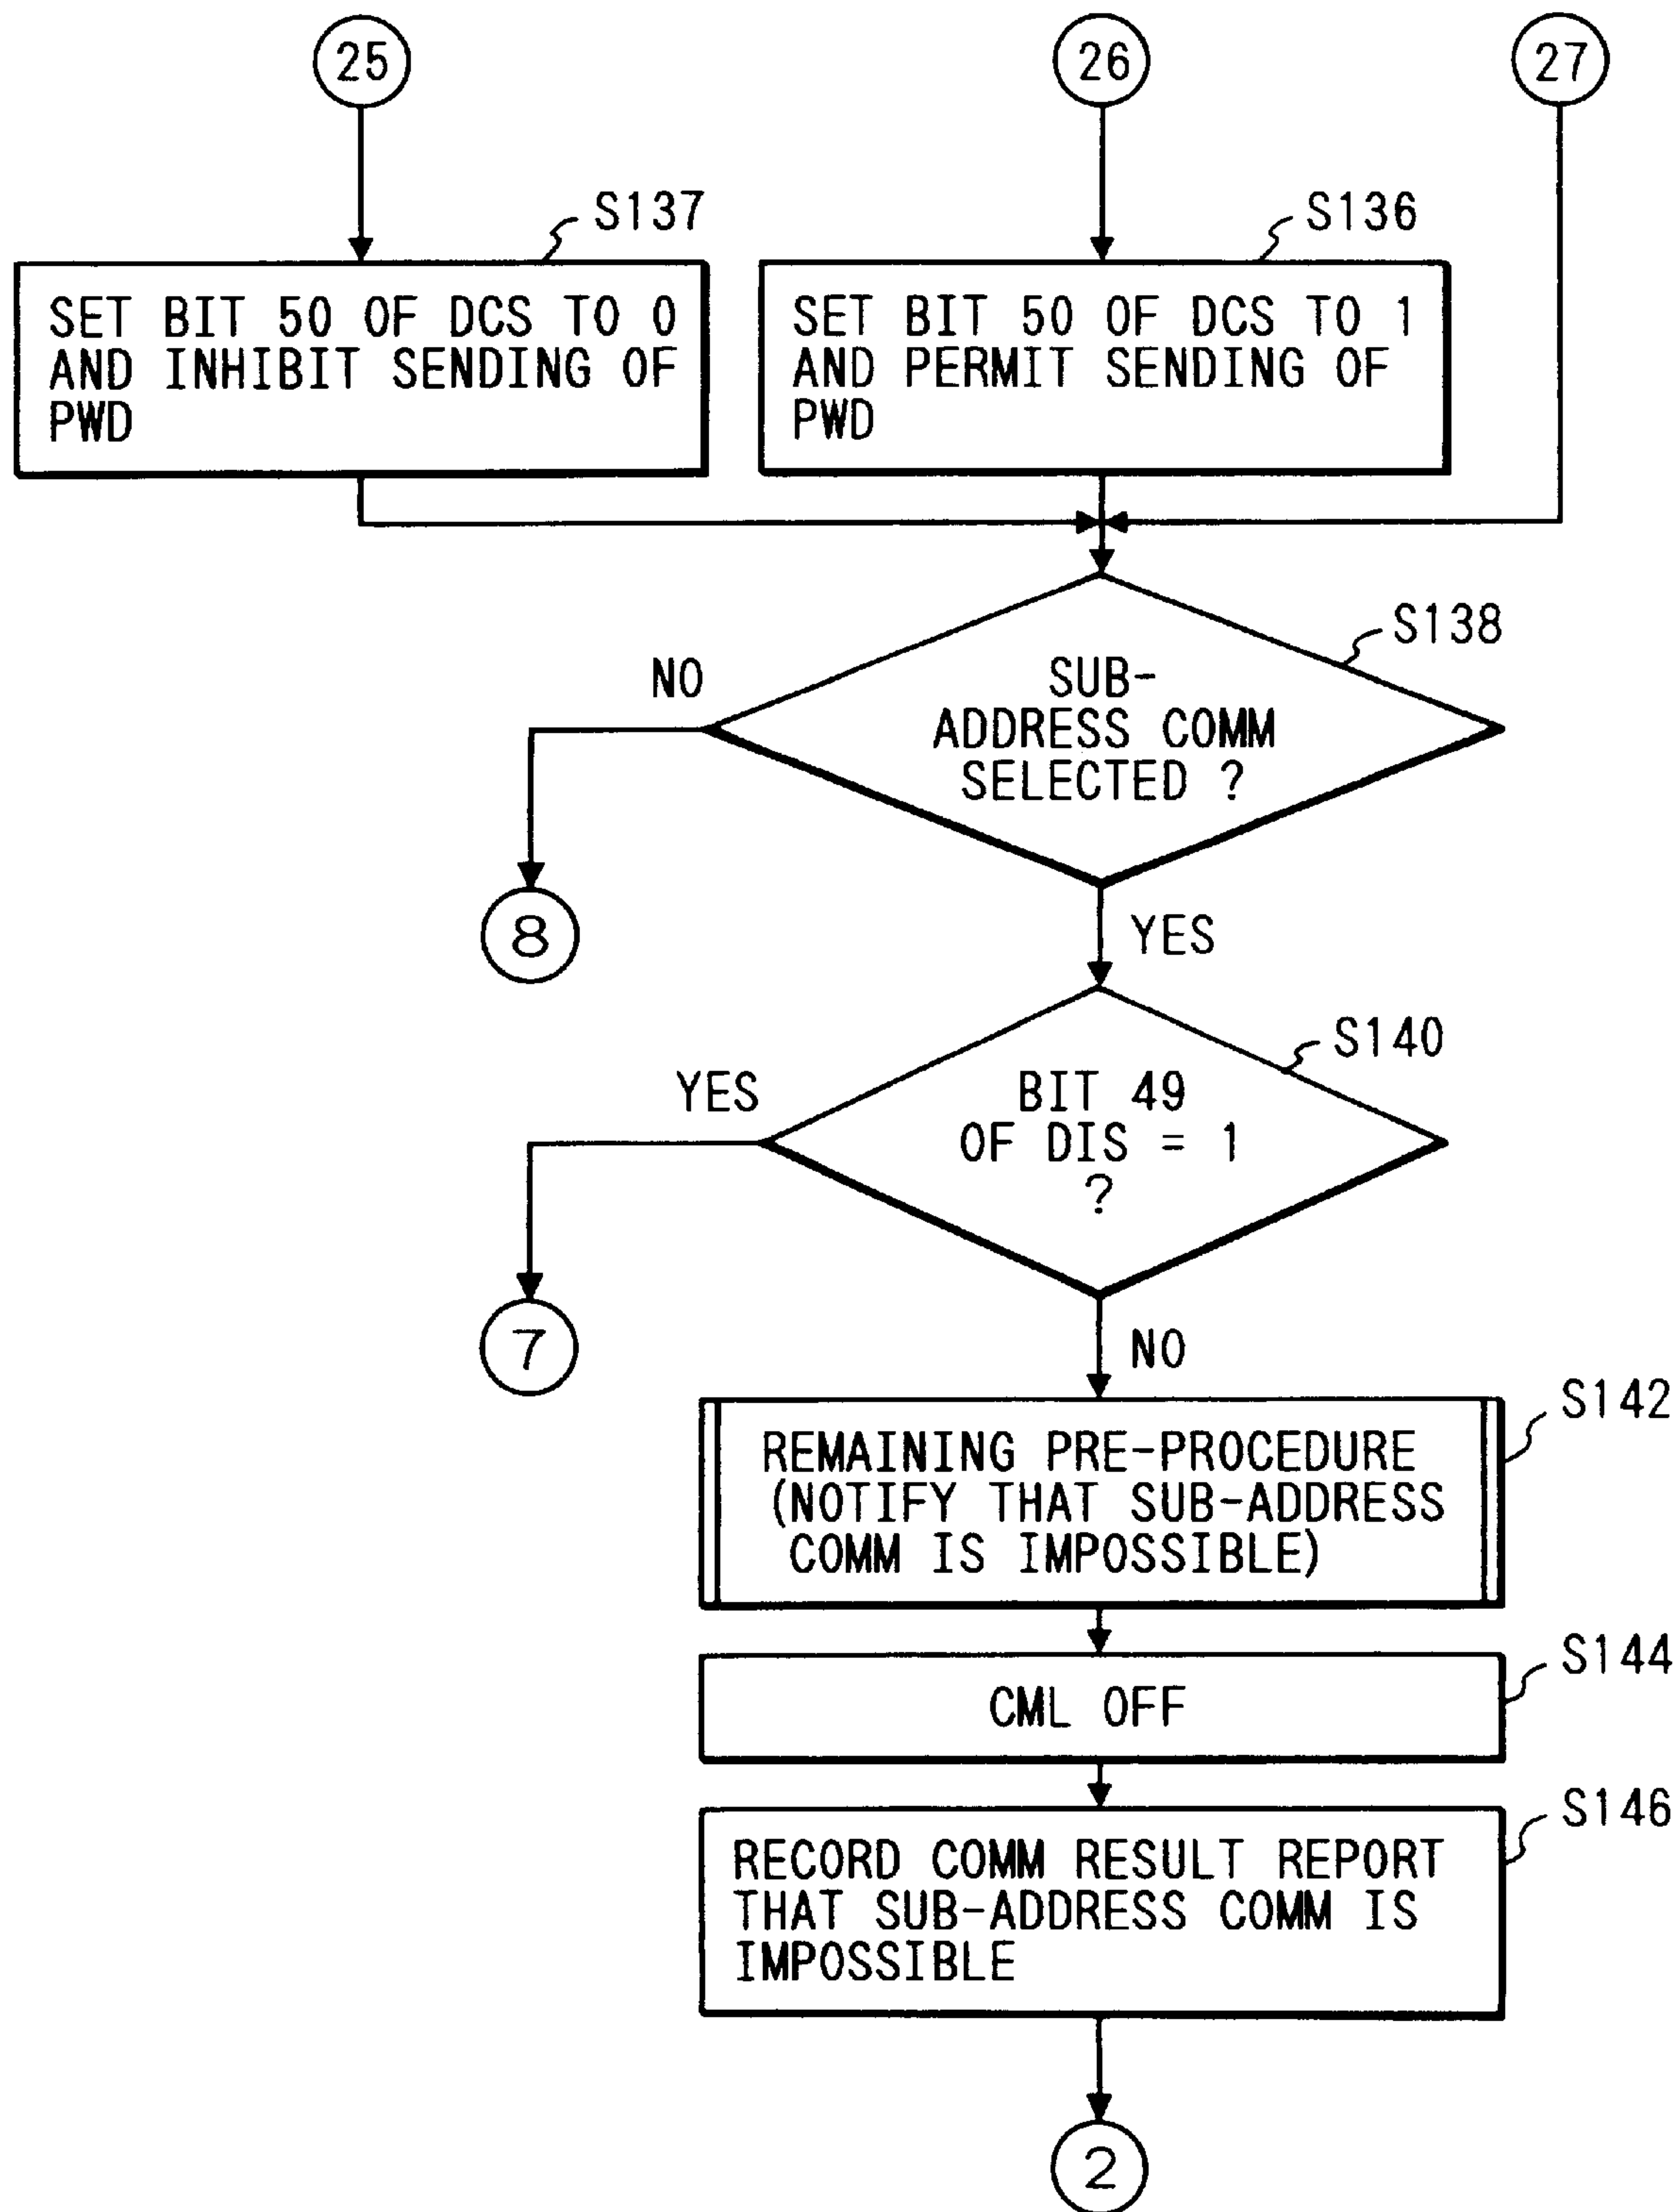 25
26
27
S137
SET BIT 50 OF DCS TO 0
AND INHIBIT SENDING OF
PWD
S136
SET BIT 50 OF DCS TO 1
AND PERMIT SENDING OF
PWD
S138
SUB-
ADDRESS COMM
SELECTED ?
NO
8
YES
S140
BIT 49
OF DIS = 1
?
YES
7
NO
S142
REMAINING PRE-PROCEDURE
(NOTIFY THAT SUB-ADDRESS
COMM IS IMPOSSIBLE)
S144
CML OFF
S146
RECORD COMM RESULT REPORT
THAT SUB-ADDRESS COMM IS
IMPOSSIBLE
2